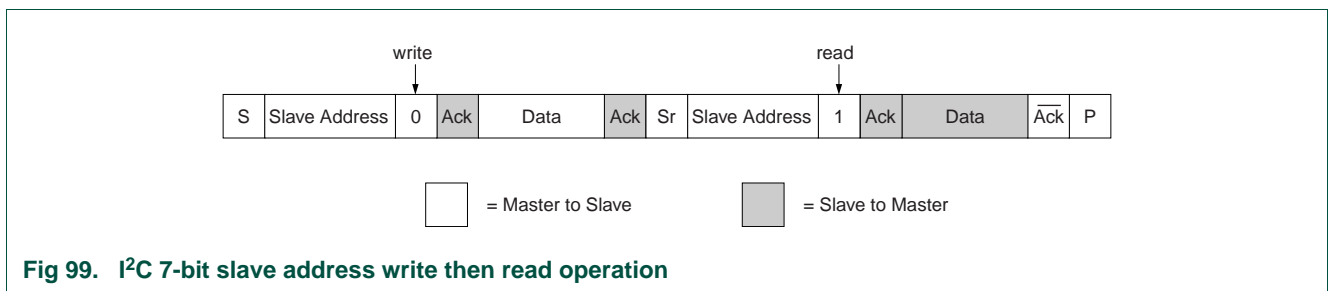 write read
S Slave Address 0 Ack Data Ack Sr Slave Address 1 Ack Data A̅c̅k̅ P
= Master to Slave = Slave to Master
Fig 99. I²C 7-bit slave address write then read operation